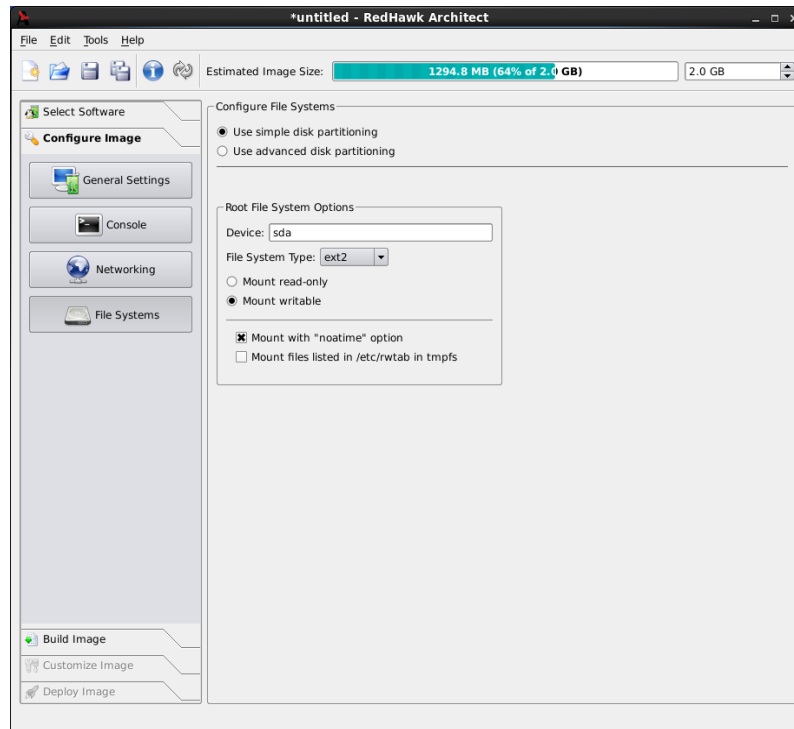 *untitled - RedHawk Architect
File Edit Tools Help
Estimated Image Size: 1294.8 MB (64% of 2.0 GB) 2.0 GB
Select Software
Configure Image
General Settings
Console
Networking
File Systems
Build Image
Customize Image
Deploy Image
Configure File Systems
Use simple disk partitioning
Use advanced disk partitioning
Root File System Options
Device: sda
File System Type: ext2
Mount read-only
Mount writable
Mount with "noatime" option
Mount files listed in /etc/rwtab in tmpfs